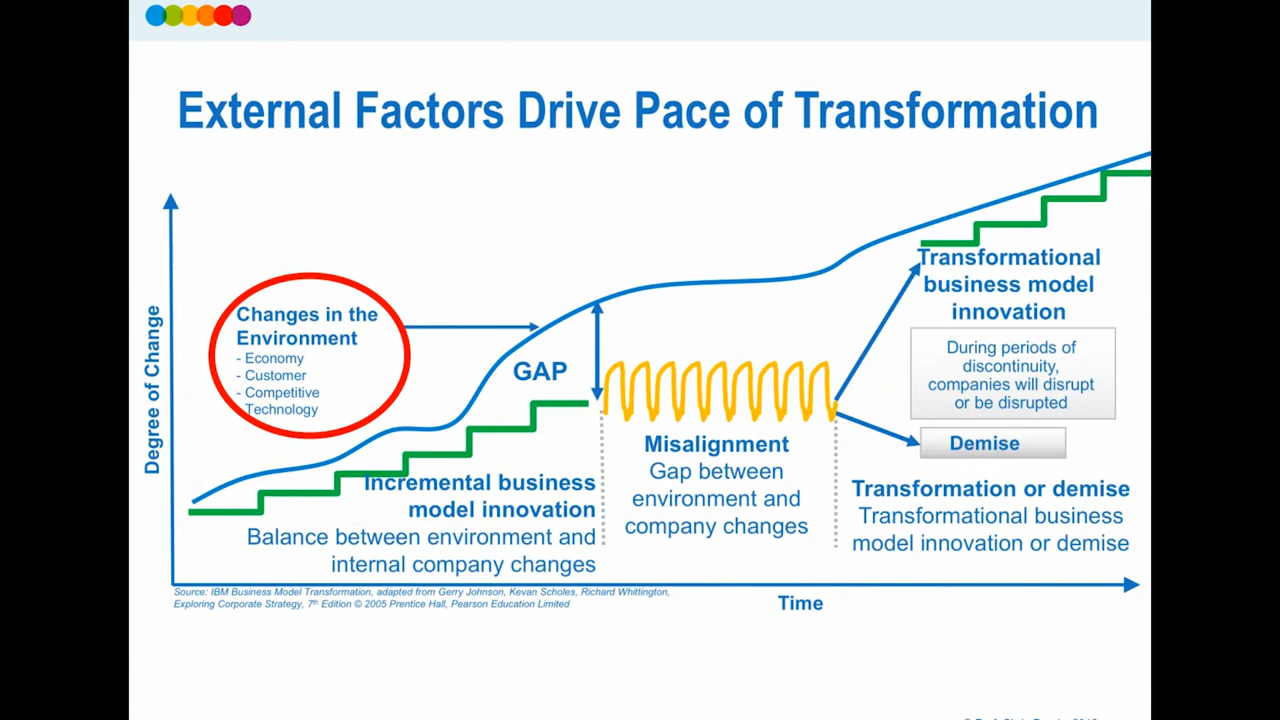 External Factors Drive Pace of Transformation
Degree of Change
Changes in the
Environment
- Economy
- Customer
- Competitive
Technology
GAP
Incremental business
model innovation
Balance between environment and
internal company changes
Misalignment
Gap between
environment and
company changes
Transformational
business model
innovation
During periods of
discontinuity,
companies will disrupt
or be disrupted
Demise
Transformation or demise
Transformational business
model innovation or demise
Source: IBM Business Model Transformation, adapted from Gerry Johnson, Kevan Scholes, Richard Whittington,
Exploring Corporate Strategy, 7th Edition © 2005 Prentice Hall, Pearson Education Limited
Time